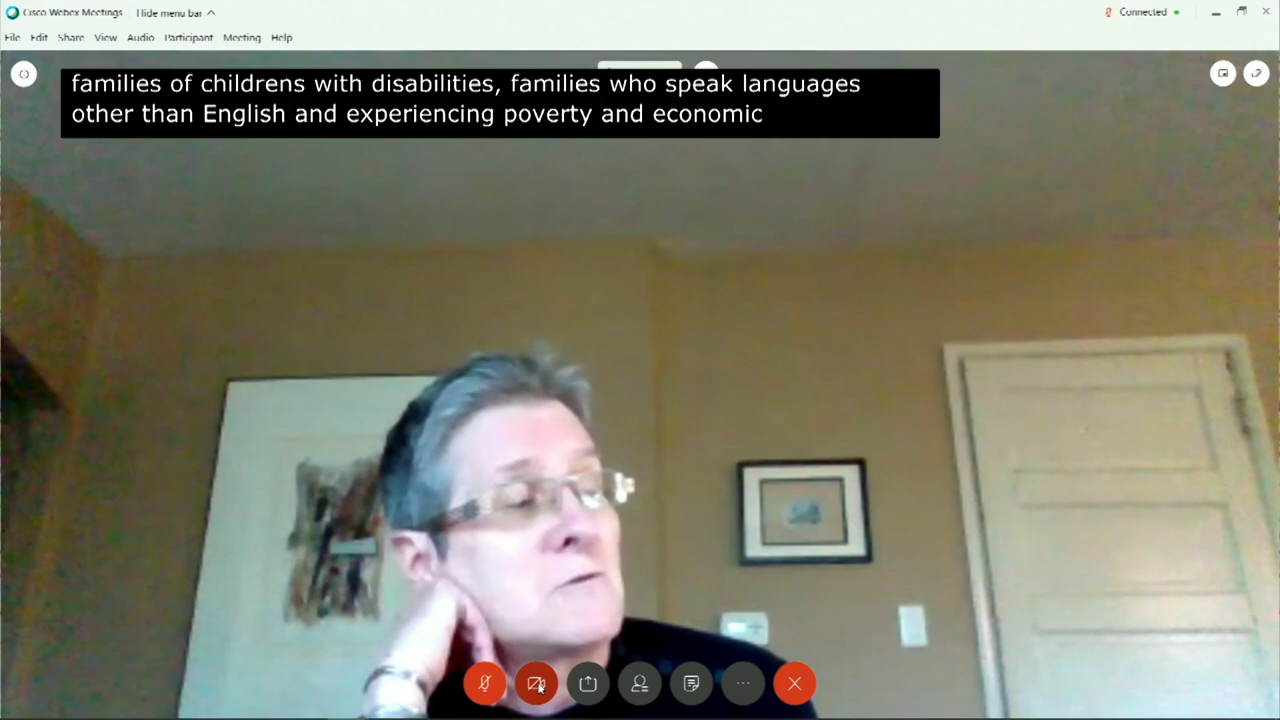 Cisco Webex Meetings Hide menu bar Connected
File Edit Share View Audio Participant Meeting Help
families of childrens with disabilities, families who speak languages
other than English and experiencing poverty and economic